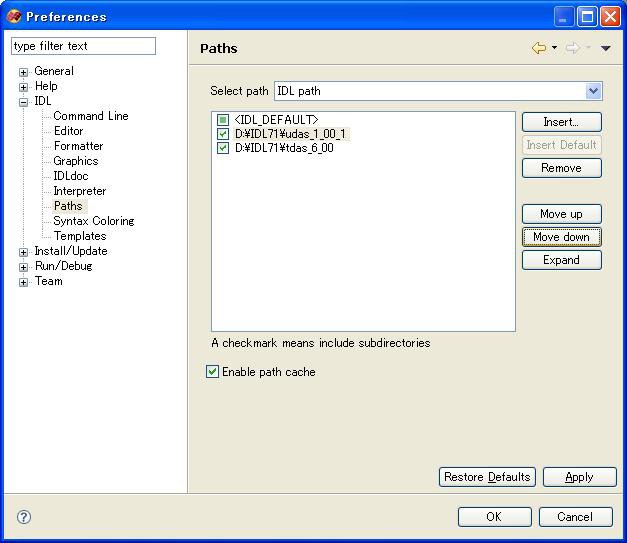 Preferences
type filter text
General
Help
IDL
Command Line
Editor
Formatter
Graphics
IDLdoc
Interpreter
Paths
Syntax Coloring
Templates
Install/Update
Run/Debug
Team
Paths
Select path IDL path
<IDL_DEFAULT>
D:¥IDL71¥udas_1_00_1
D:¥IDL71¥tdas_6_00
Insert...
Insert Default
Remove
Move up
Move down
Expand
A checkmark means include subdirectories
Enable path cache
Restore Defaults
Apply
OK
Cancel